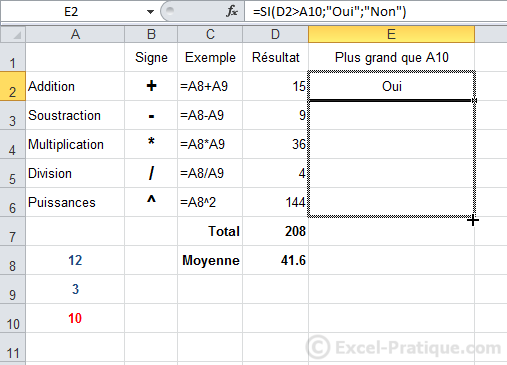 E2 fx =SI(D2>A10;"Oui";"Non")
A B C D E
1 Signe Exemple Résultat Plus grand que A10
2 Addition + =A8+A9 15 Oui
3 Soustraction - =A8-A9 9
4 Multiplication * =A8*A9 36
5 Division / =A8/A9 4
6 Puissances ^ =A8^2 144
7 Total 208
8 12 Moyenne 41.6
9 3
10 10
11 © Excel-Pratique.com